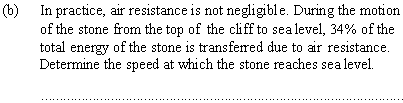 (b) In practice, air resistance is not negligible. During the motion
of the stone from the top of the cliff to sea level, 34% of the
total energy of the stone is transferred due to air resistance.
Determine the speed at which the stone reaches sea level.